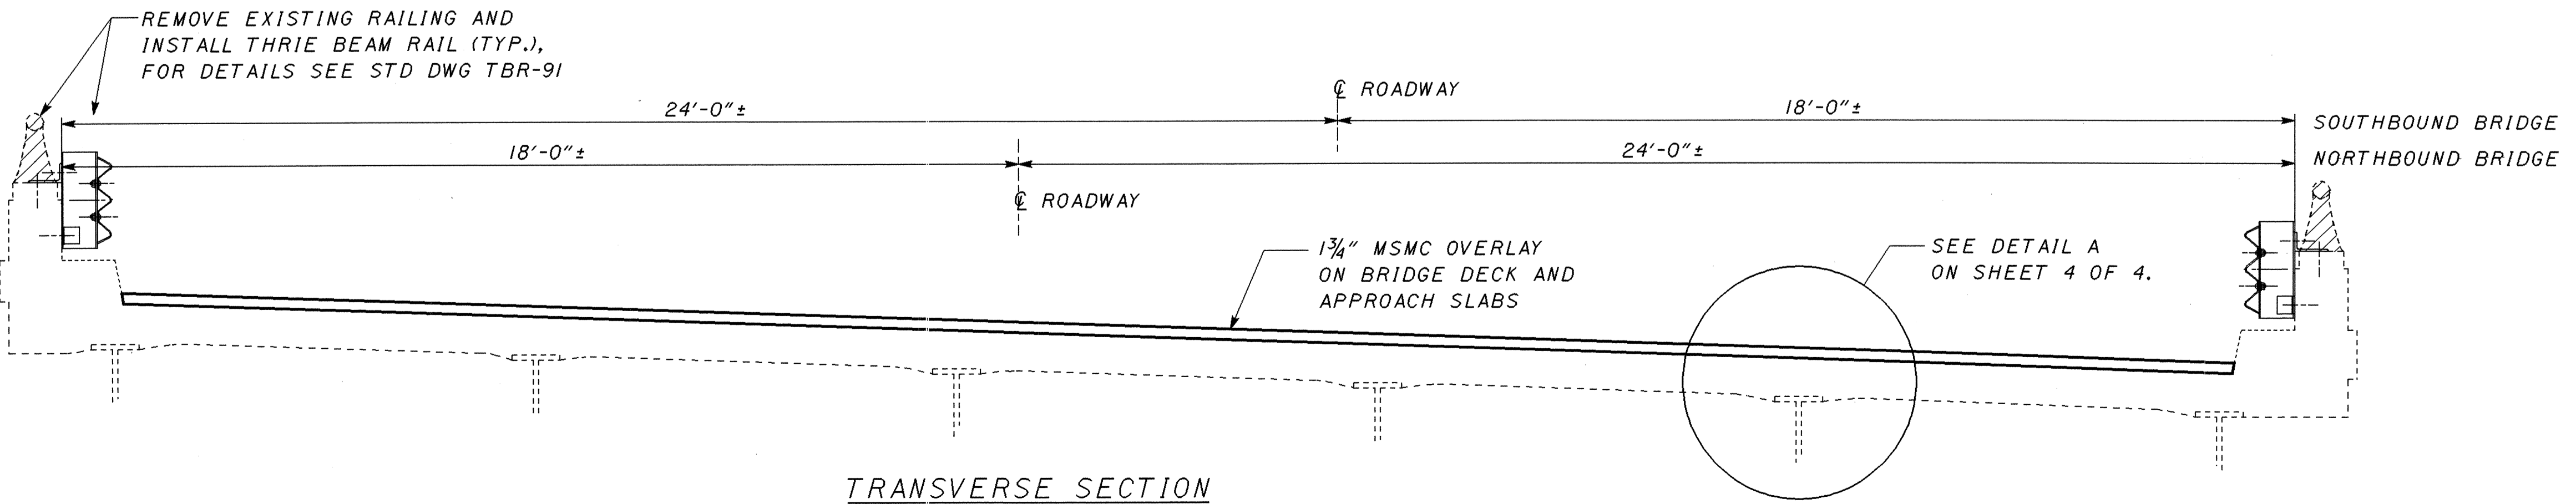 REMOVE EXISTING RAILING AND
INSTALL THRIE BEAM RAIL (TYP.),
FOR DETAILS SEE STD DWG TBR-91
℄ ROADWAY
24'-0"±
18'-0"±
SOUTHBOUND BRIDGE
18'-0"±
24'-0"±
NORTHBOUND BRIDGE
℄ ROADWAY
1 3/4" MSMC OVERLAY
ON BRIDGE DECK AND
APPROACH SLABS
SEE DETAIL A
ON SHEET 4 OF 4.
TRANSVERSE SECTION